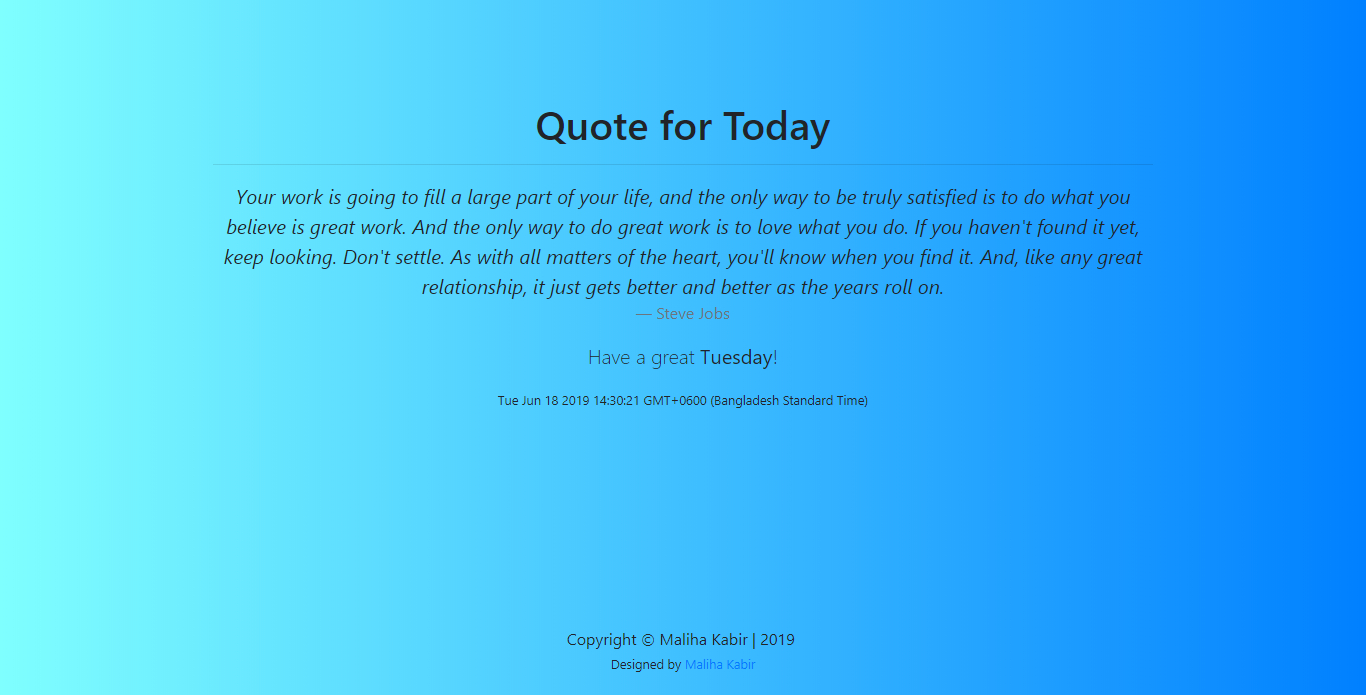 Quote for Today
Your work is going to fill a large part of your life, and the only way to be truly satisfied is to do what you
believe is great work. And the only way to do great work is to love what you do. If you haven't found it yet,
keep looking. Don't settle. As with all matters of the heart, you'll know when you find it. And, like any great
relationship, it just gets better and better as the years roll on.
— Steve Jobs
Have a great Tuesday!
Tue Jun 18 2019 14:30:21 GMT+0600 (Bangladesh Standard Time)
Copyright © Maliha Kabir | 2019
Designed by Maliha Kabir